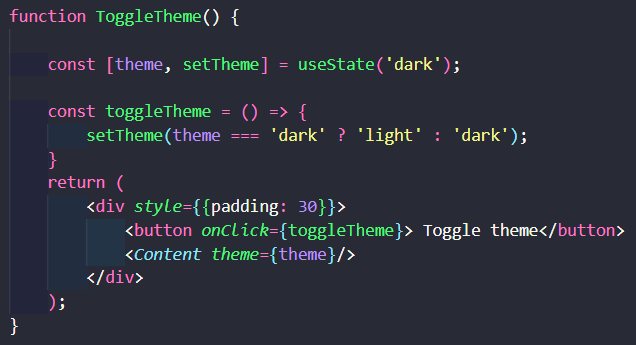 function ToggleTheme() {
const [theme, setTheme] = useState('dark');
const toggleTheme = () => {
setTheme(theme === 'dark' ? 'light' : 'dark');
}
return (
<div style={{padding: 30}}>
<button onClick={toggleTheme}> Toggle theme</button>
<Content theme={theme}/>
</div>
);
}